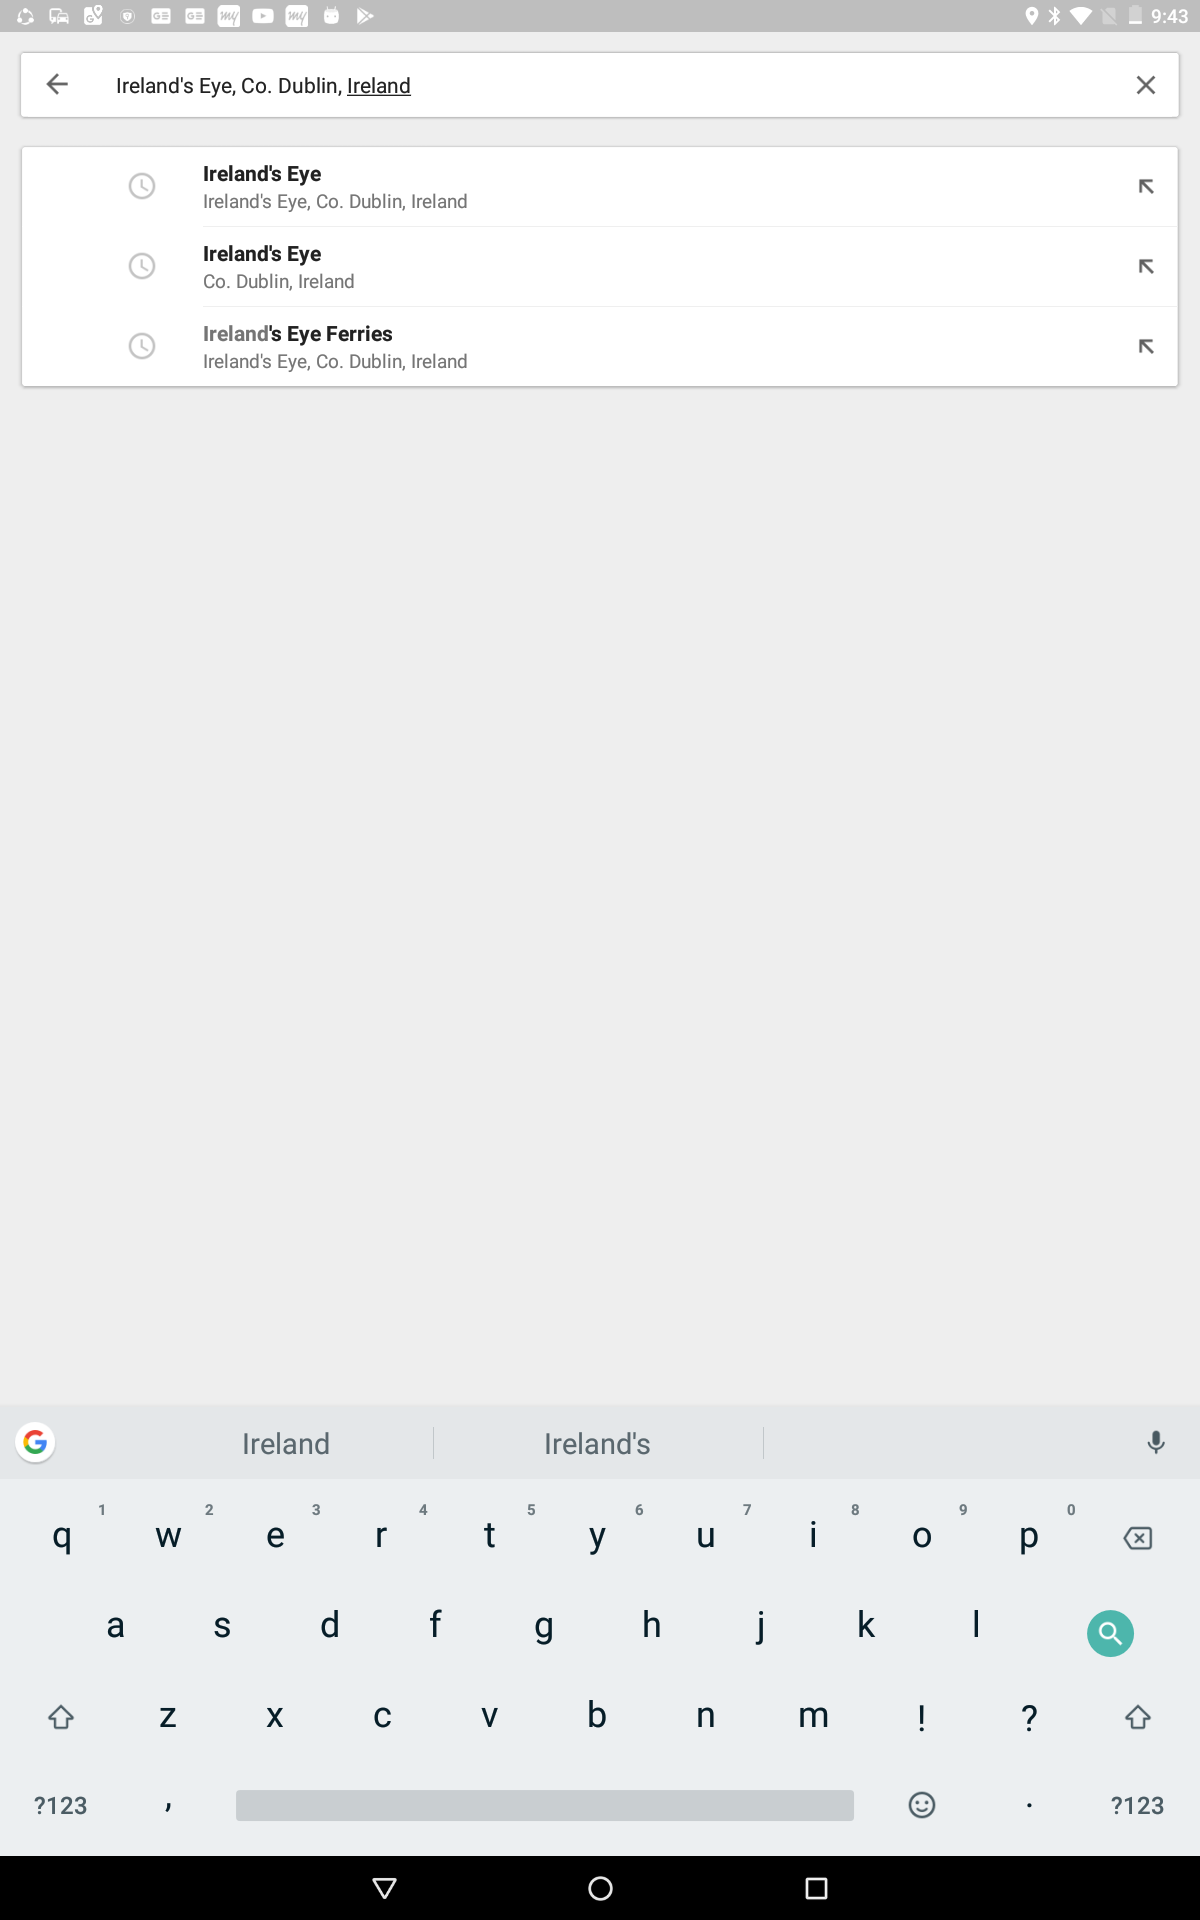 9:43
Ireland's Eye, Co. Dublin, Ireland
Ireland's Eye
Ireland's Eye, Co. Dublin, Ireland
Ireland's Eye
Co. Dublin, Ireland
Ireland's Eye Ferries
Ireland's Eye, Co. Dublin, Ireland
Ireland Ireland's
1 2 3 4 5 6 7 8 9 0
q w e r t y u i o p
a s d f g h j k l
z x c v b n m ! ?
?123 , . ?123